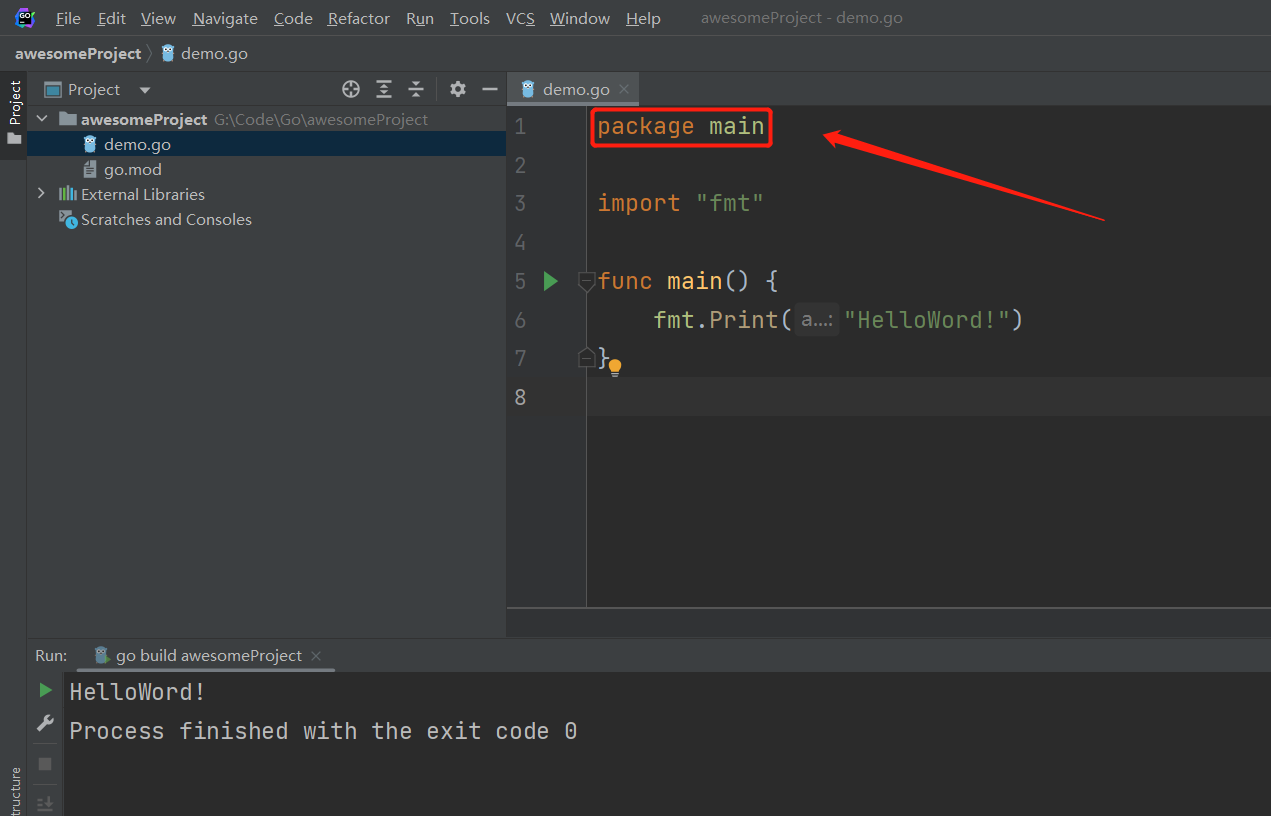 File Edit View Navigate Code Refactor Run Tools VCS Window Help awesomeProject - demo.go
awesomeProject demo.go
Project
Project
demo.go
awesomeProject G:\Code\Go\awesomeProject
demo.go
go.mod
External Libraries
Scratches and Consoles
1 package main
2
3 import "fmt"
4
5 func main() {
6 fmt.Print( a...: "HelloWord!")
7 }
8
Run: go build awesomeProject
HelloWord!
Process finished with the exit code 0
tructure